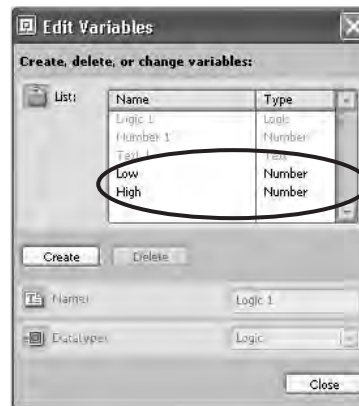 Edit Variables
Create, delete, or change variables:
List:
Name Type
Logic 1 Logic
Number 1 Number
Text 1 Text
Low Number
High Number
Create Delete
Name: Logic 1
Datatype: Logic
Close